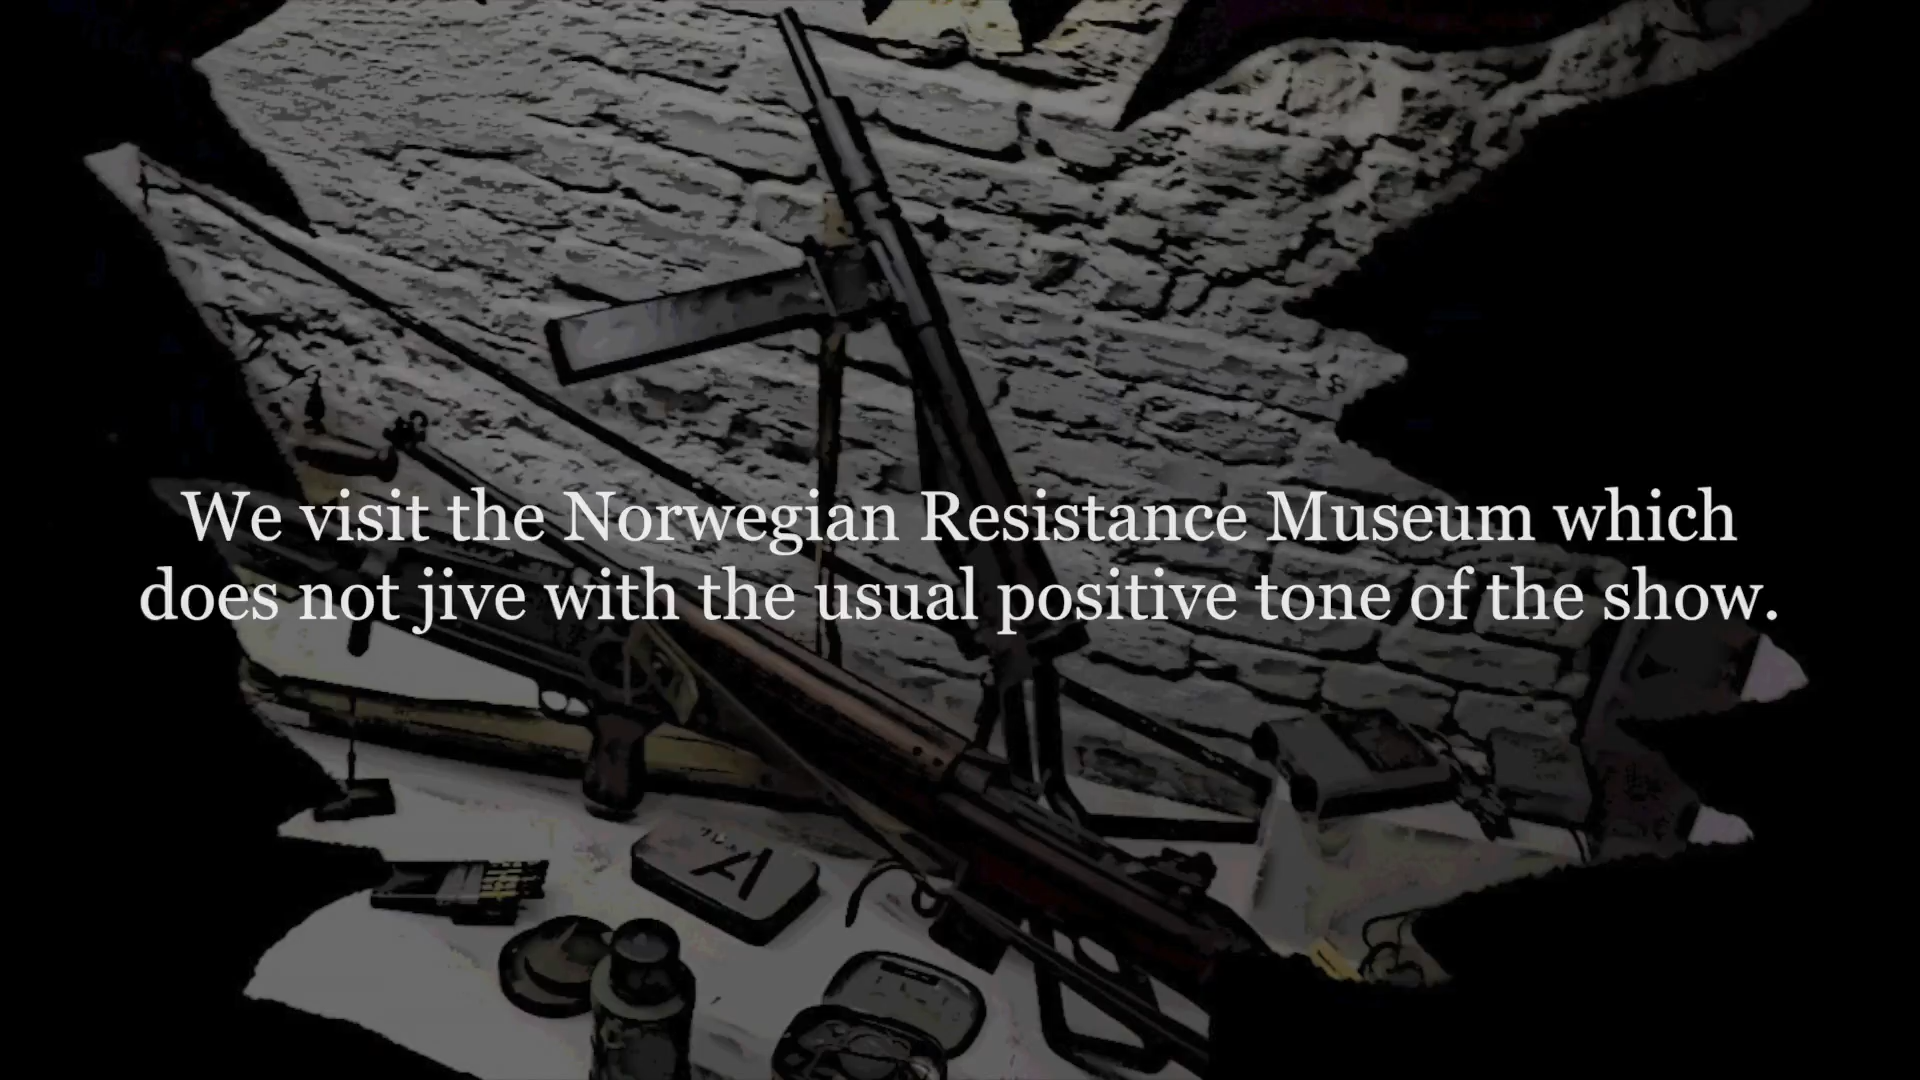 We visit the Norwegian Resistance Museum which
does not jive with the usual positive tone of the show.
A